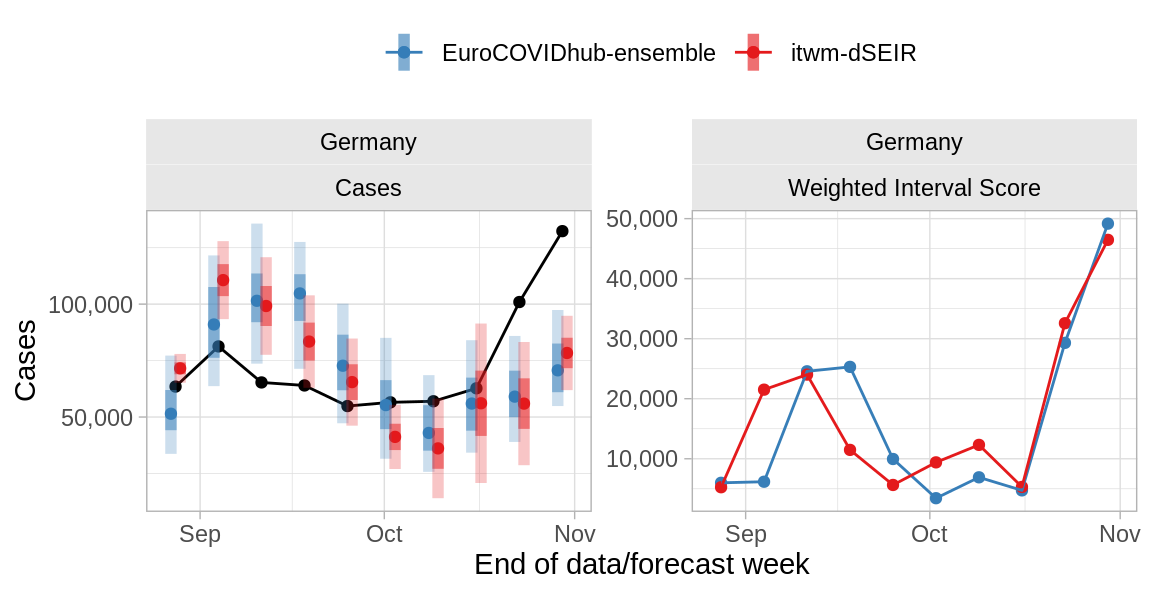 EuroCOVIDhub-ensemble itwm-dSEIR
Germany
Cases
Cases
100,000
50,000
Sep Oct Nov
Germany
Weighted Interval Score
50,000
40,000
30,000
20,000
10,000
Sep Oct Nov
End of data/forecast week